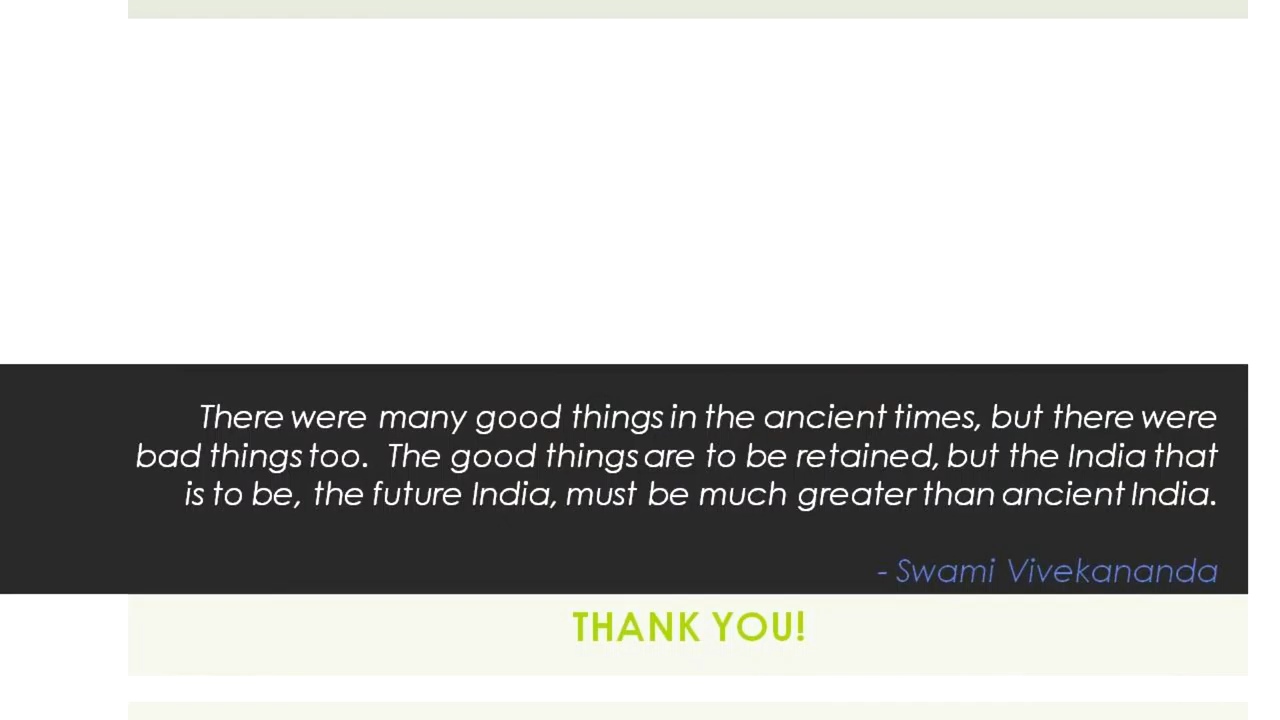 There were many good things in the ancient times, but there were
bad things too. The good things are to be retained, but the India that
is to be, the future India, must be much greater than ancient India.
- Swami Vivekananda
THANK YOU!